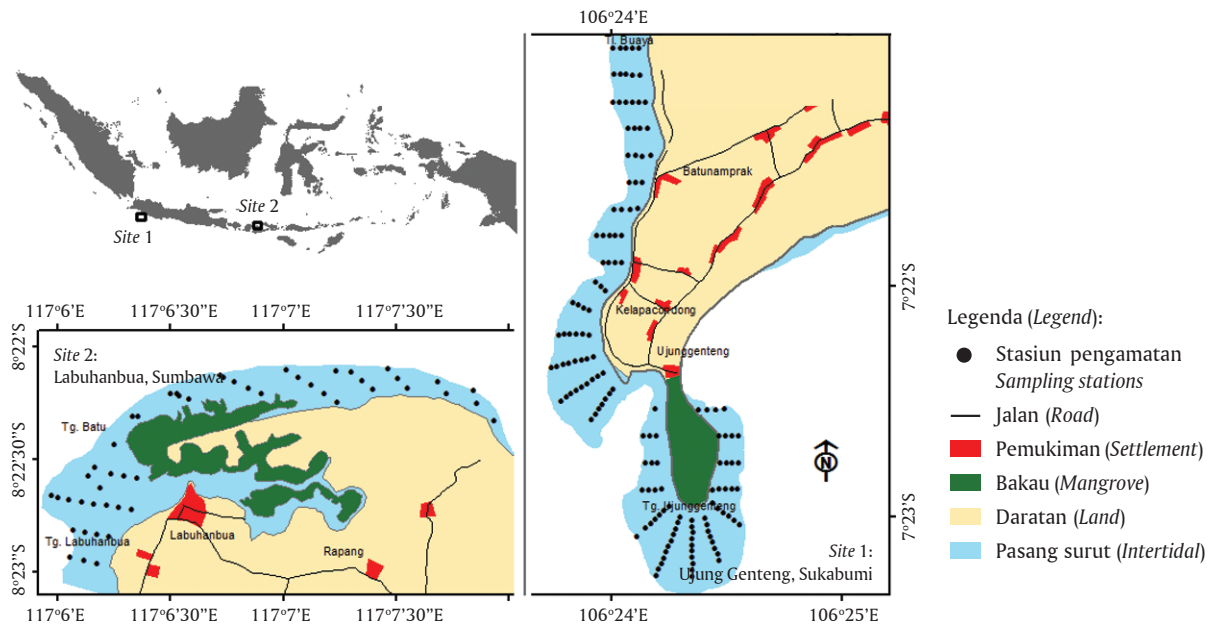 Site 1
Site 2
117°6'E
117°6'30"E
117°7'E
117°7'30"E
8°22'S
8°22'30"S
8°23'S
Site 2:
Labuhanbua, Sumbawa
Tg. Batu
Tg. Labuhanbua
Labuhanbua
Rapang
117°6'E
117°6'30"E
117°7'E
117°7'30"E
106°24'E
Tl. Buaya
Batunamprak
Kelapacondong
Ujunggenteng
Tg. Ujunggenteng
N
Site 1:
Ujung Genteng, Sukabumi
7°22'S
7°23'S
106°24'E
106°25'E
Legenda (Legend):
Stasiun pengamatan
Sampling stations
Jalan (Road)
Pemukiman (Settlement)
Bakau (Mangrove)
Daratan (Land)
Pasang surut (Intertidal)